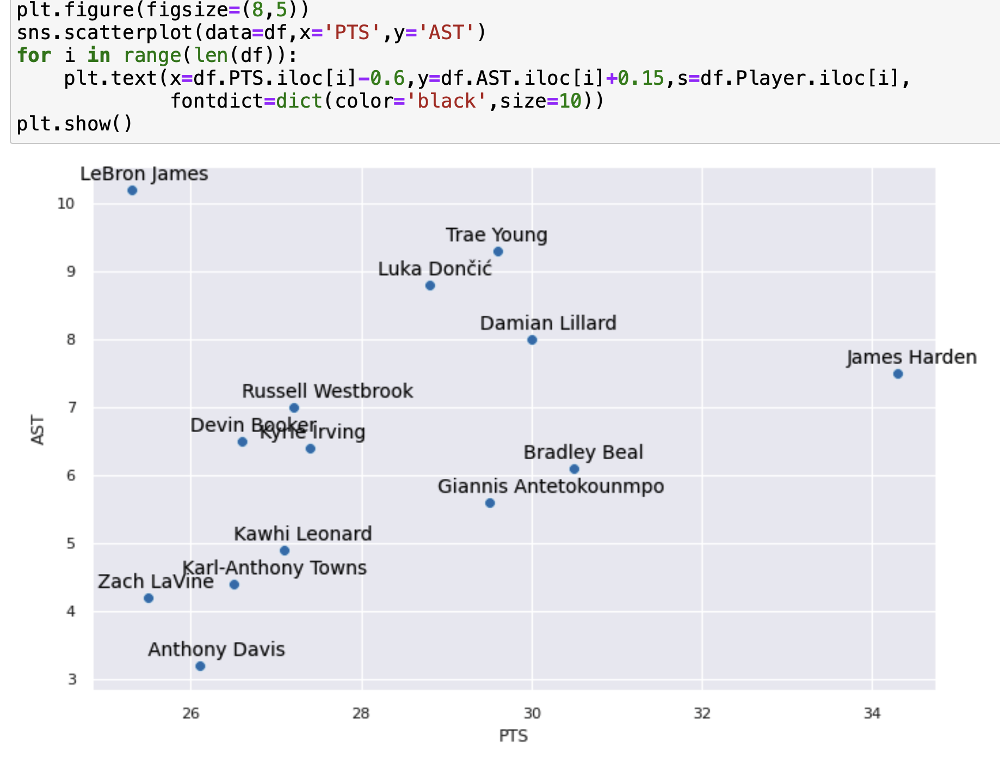 plt.figure(figsize=(8,5))
sns.scatterplot(data=df,x='PTS',y='AST')
for i in range(len(df)):
    plt.text(x=df.PTS.iloc[i]-0.6,y=df.AST.iloc[i]+0.15,s=df.Player.iloc[i],
             fontdict=dict(color='black',size=10))
plt.show()
LeBron James
10
Trae Young
Luka Dončić
9
Damian Lillard
8
James Harden
Russell Westbrook
7
Devin Booker
Kyrie Irving
AST
Bradley Beal
6
Giannis Antetokounmpo
Kawhi Leonard
5
Karl-Anthony Towns
Zach LaVine
4
Anthony Davis
3
26 28 30 32 34
PTS